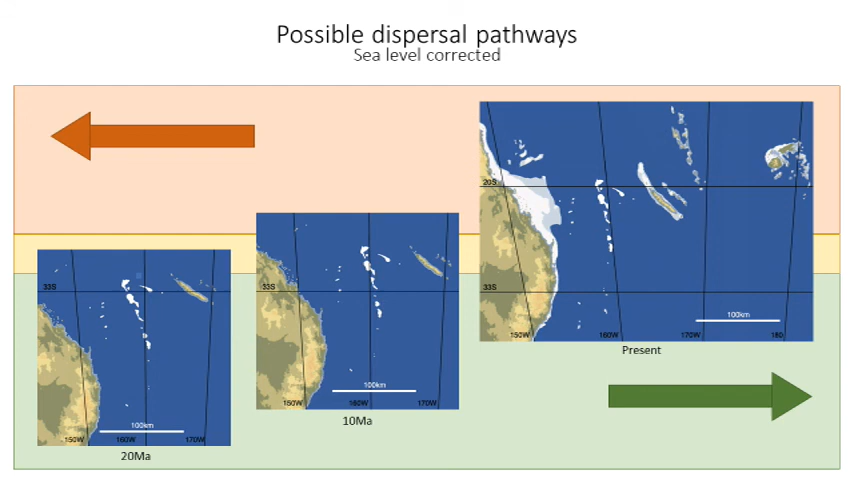 Possible dispersal pathways
Sea level corrected
20S
33S
100km
150W 160W 170W 180
Present
33S
100km
150W 160W 170W
10Ma
33S
100km
150W 160W 170W
20Ma